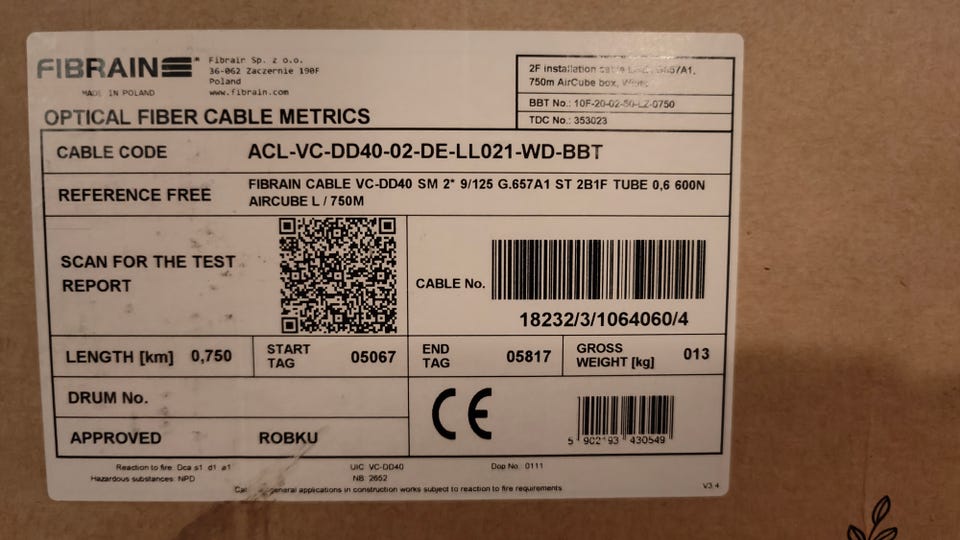 FIBRAIN
MADE IN POLAND
Fibrain Sp. z o.o.
36-062 Zaczernie 190F
Poland
www.fibrain.com
2F installation G657A1,
750m AirCube box,
BBT No.: 10F-20-02-50-LZ-0750
TDC No.: 353023
OPTICAL FIBER CABLE METRICS
CABLE CODE ACL-VC-DD40-02-DE-LL021-WD-BBT
REFERENCE FREE FIBRAIN CABLE VC-DD40 SM 2* 9/125 G.657A1 ST 2B1F TUBE 0,6 600N
AIRCUBE L / 750M
SCAN FOR THE TEST
REPORT
CABLE No.
18232/3/1064060/4
LENGTH [km] 0,750
START
TAG 05067
END
TAG 05817
GROSS
WEIGHT [kg] 013
DRUM No.
APPROVED ROBKU
CE
5 902193 430549
Reaction to fire: Dca s1 d1 a1
Hazardous substances: NPD
UIC: VC-DD40
NB: 2652
Dop No.: 0111
general applications in construction works subject to reaction to fire requirements
V3.4